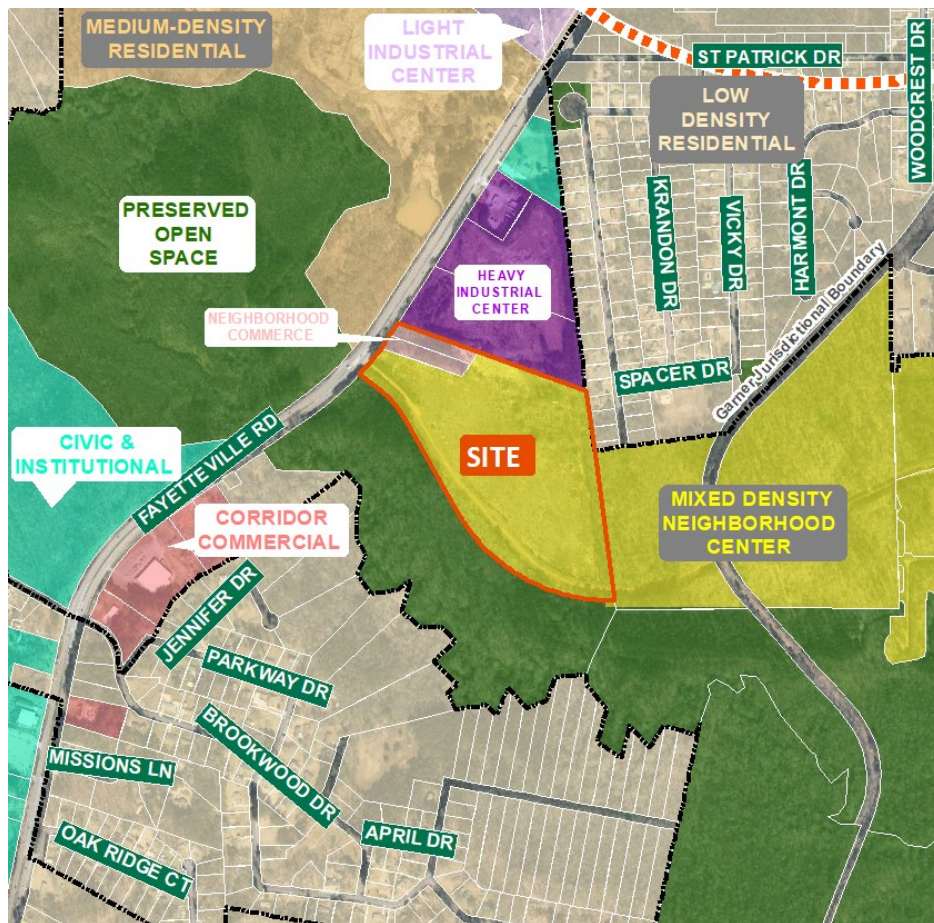 MEDIUM-DENSITY
RESIDENTIAL
LIGHT
INDUSTRIAL
CENTER
ST PATRICK DR
WOODCREST DR
LOW
DENSITY
RESIDENTIAL
PRESERVED
OPEN
SPACE
KRANDON DR
VICKY DR
HARMONT DR
HEAVY
INDUSTRIAL
CENTER
NEIGHBORHOOD
COMMERCE
Garner Jurisdictional Boundary
SPACER DR
CIVIC &
INSTITUTIONAL
FAYETTEVILLE RD
SITE
MIXED DENSITY
NEIGHBORHOOD
CENTER
CORRIDOR
COMMERCIAL
JENNIFER DR
PARKWAY DR
BROOKWOOD DR
MISSIONS LN
APRIL DR
OAK RIDGE CT